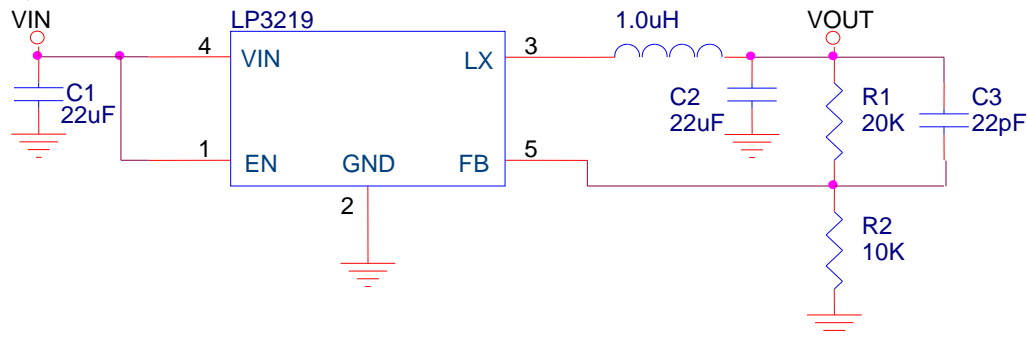 VIN
LP3219
1.0uH
VOUT
4
VIN
LX
3
C1
22uF
C2
22uF
R1
20K
C3
22pF
1
EN
GND
FB
5
2
R2
10K